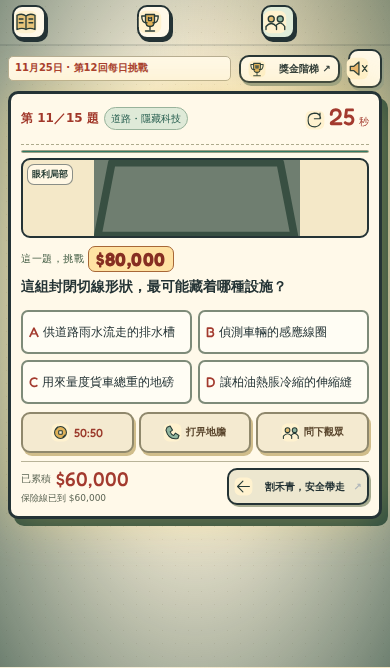 11月25日·第12回每日挑戰
獎金階梯 ↗
第 11／15 題
道路·隱藏科技
25 秒
眼利局部
這一題，挑戰 $80,000
這組封閉切線形狀，最可能藏着哪種設施？
A 供道路雨水流走的排水槽
B 偵測車輛的感應線圈
C 用來量度貨車總重的地磅
D 讓柏油熱脹冷縮的伸縮縫
50:50
打畀地膽
問下觀眾
已累積 $60,000
保險線已到 $60,000
割禾青，安全帶走 ↗